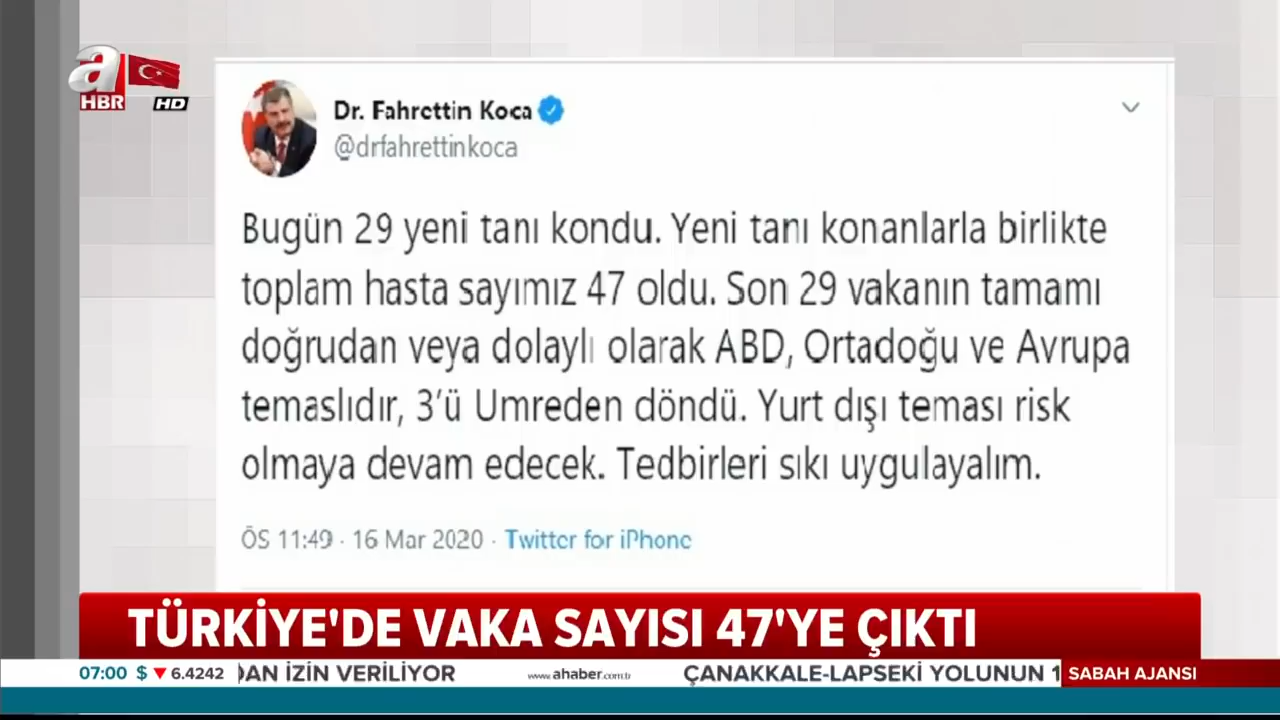 a
HBR
HD
Dr. Fahrettin Koca
@drfahrettinkoca
Bugün 29 yeni tanı kondu. Yeni tanı konanlarla birlikte
toplam hasta sayımız 47 oldu. Son 29 vakanın tamamı
doğrudan veya dolaylı olarak ABD, Ortadoğu ve Avrupa
temaslıdır, 3'ü Umreden döndü. Yurt dışı teması risk
olmaya devam edecek. Tedbirleri sıkı uygulayalım.
ÖS 11:49 · 16 Mar 2020 · Twitter for iPhone
TÜRKİYE'DE VAKA SAYISI 47'YE ÇIKTI
07:00 $ ▼ 6.4242 DAN İZİN VERİLİYOR www.ahaber.com.tr ÇANAKKALE-LAPSEKİ YOLUNUN 1 SABAH AJANSI